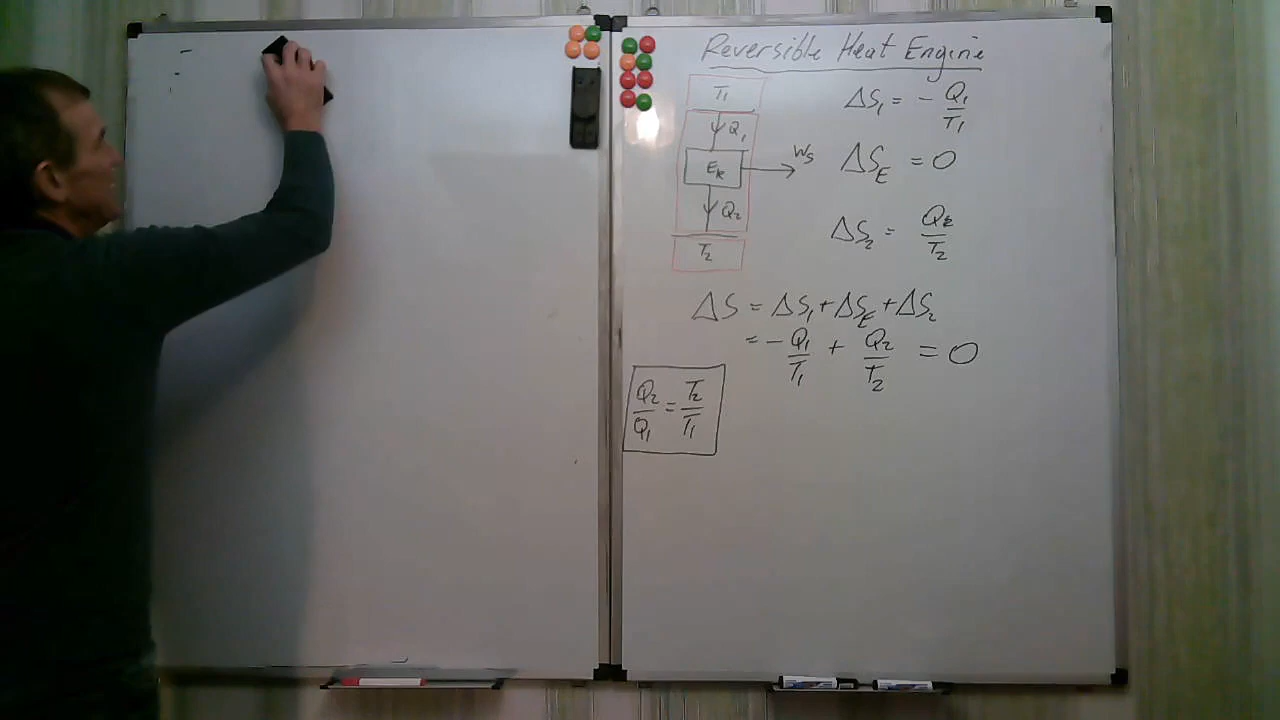 Reversible Heat Engine
T₁
ΔS₁ = - Q₁/T₁
Q₁
E_R
W_S
ΔS_E = 0
Q₂
ΔS₂ = Q₂/T₂
T₂
ΔS = ΔS₁ + ΔS_E + ΔS₂
= - Q₁/T₁ + Q₂/T₂ = 0
Q₂/Q₁ = T₂/T₁